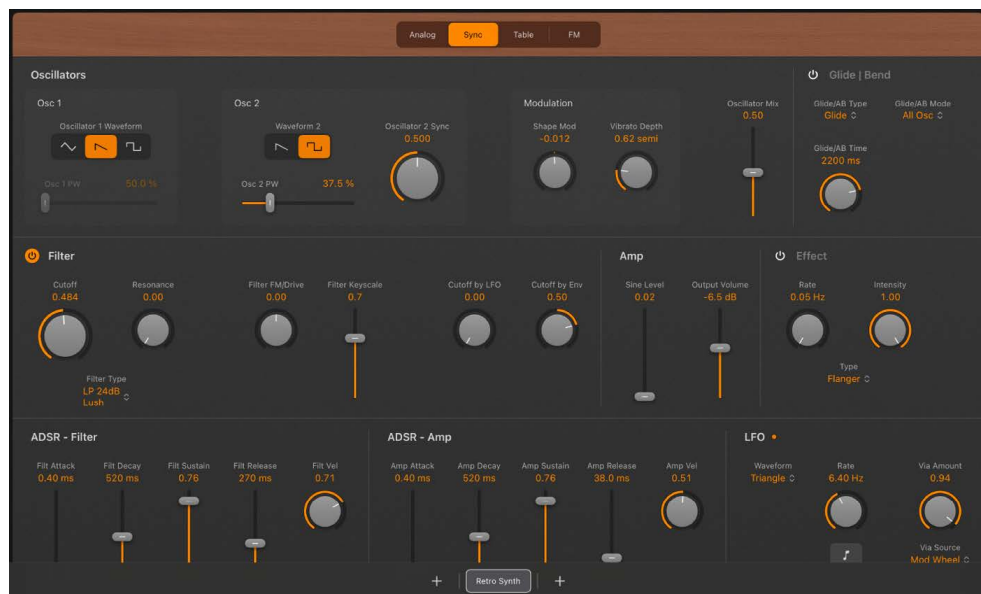 Analog Sync Table FM
Oscillators
Glide | Bend
Osc 1
Osc 2
Modulation
Oscillator Mix
0.50
Glide/AB Type
Glide
Glide/AB Mode
All Osc
Oscillator 1 Waveform
Waveform 2
Oscillator 2 Sync
0.500
Shape Mod
-0.012
Vibrato Depth
0.62 semi
Glide/AB Time
2200 ms
Osc 1 PW 50.0 %
Osc 2 PW 37.5 %
Filter
Amp
Effect
Cutoff
0.484
Resonance
0.00
Filter FM/Drive
0.00
Filter Keyscale
0.7
Cutoff by LFO
0.00
Cutoff by Env
0.50
Sine Level
0.02
Output Volume
-6.5 dB
Rate
0.05 Hz
Intensity
1.00
Filter Type
LP 24dB
Lush
Type
Flanger
ADSR - Filter
ADSR - Amp
LFO
Filt Attack
0.40 ms
Filt Decay
520 ms
Filt Sustain
0.76
Filt Release
270 ms
Filt Vel
0.71
Amp Attack
0.40 ms
Amp Decay
520 ms
Amp Sustain
0.76
Amp Release
38.0 ms
Amp Vel
0.51
Waveform
Triangle
Rate
6.40 Hz
Via Amount
0.94
Via Source
Mod Wheel
+ Retro Synth +